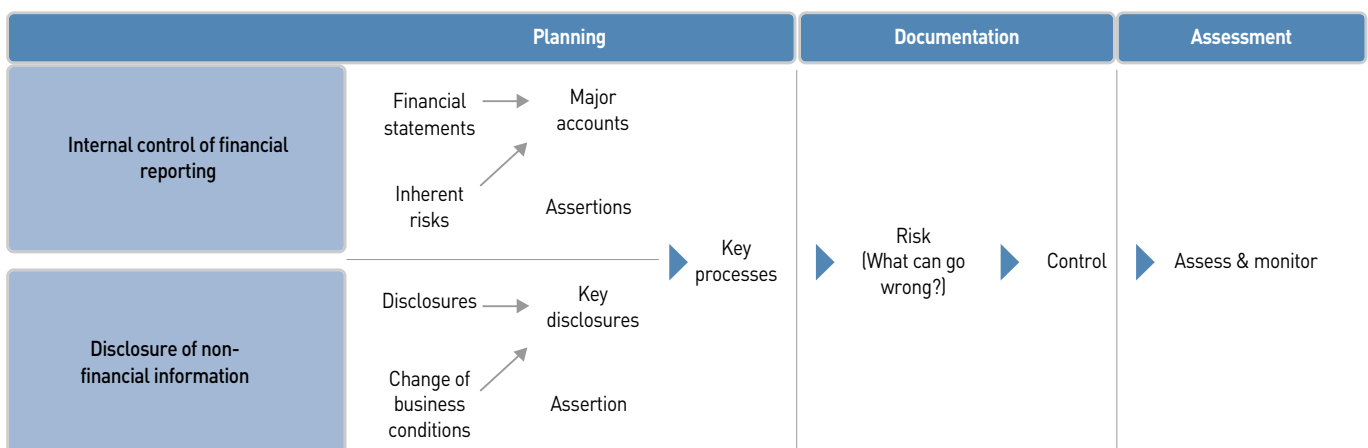 Planning
Documentation
Assessment
Internal control of financial
reporting
Financial
statements
Major
accounts
Inherent
risks
Assertions
Disclosure of non-
financial information
Disclosures
Key
disclosures
Change of
business
conditions
Assertion
Key
processes
Risk
(What can go
wrong?)
Control
Assess & monitor